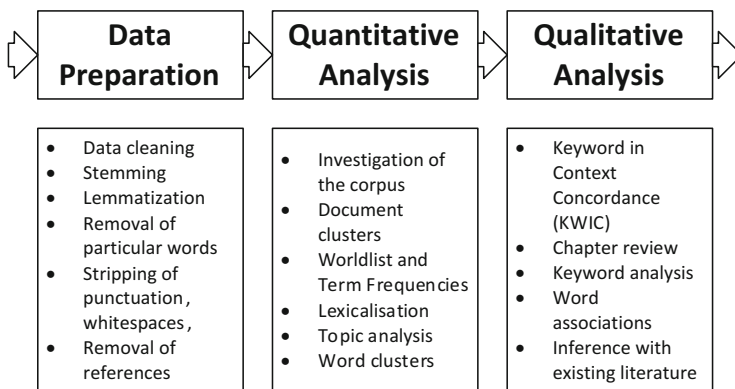 Data
Preparation
Quantitative
Analysis
Qualitative
Analysis
• Data cleaning
• Stemming
• Lemmatization
• Removal of
particular words
• Stripping of
punctuation,
whitespaces,
• Removal of
references
• Investigation of
the corpus
• Document
clusters
• Worldlist and
Term Frequencies
• Lexicalisation
• Topic analysis
• Word clusters
• Keyword in
Context
Concordance
(KWIC)
• Chapter review
• Keyword analysis
• Word
associations
• Inference with
existing literature